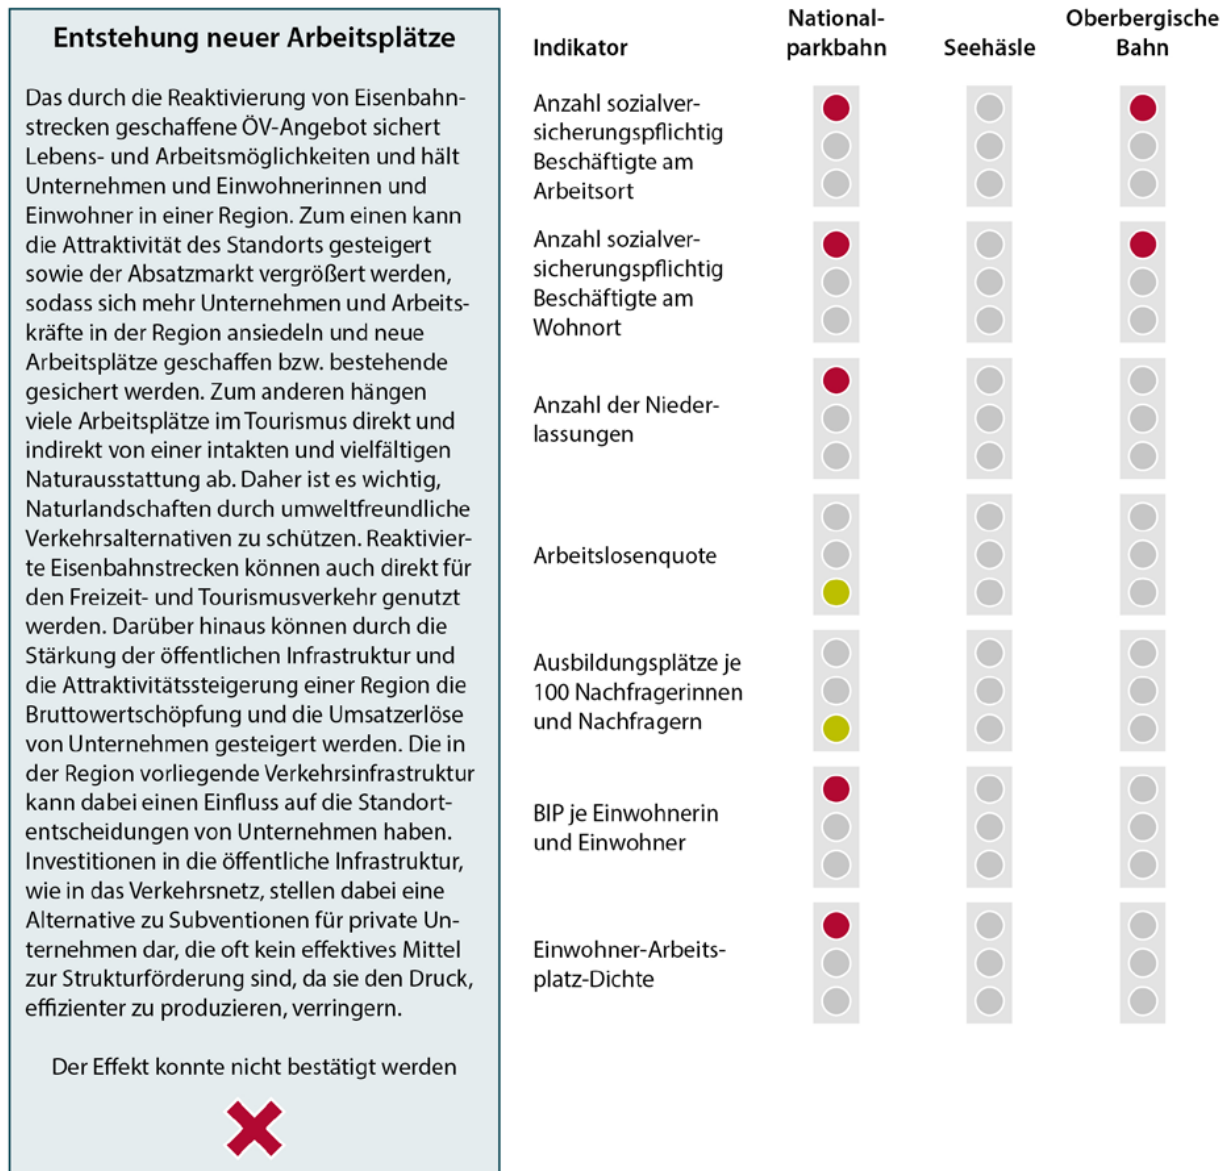 Entstehung neuer Arbeitsplätze
Das durch die Reaktivierung von Eisenbahn-
strecken geschaffene ÖV-Angebot sichert
Lebens- und Arbeitsmöglichkeiten und hält
Unternehmen und Einwohnerinnen und
Einwohner in einer Region. Zum einen kann
die Attraktivität des Standorts gesteigert
sowie der Absatzmarkt vergrößert werden,
sodass sich mehr Unternehmen und Arbeits-
kräfte in der Region ansiedeln und neue
Arbeitsplätze geschaffen bzw. bestehende
gesichert werden. Zum anderen hängen
viele Arbeitsplätze im Tourismus direkt und
indirekt von einer intakten und vielfältigen
Naturausstattung ab. Daher ist es wichtig,
Naturlandschaften durch umweltfreundliche
Verkehrsalternativen zu schützen. Reaktivier-
te Eisenbahnstrecken können auch direkt für
den Freizeit- und Tourismusverkehr genutzt
werden. Darüber hinaus können durch die
Stärkung der öffentlichen Infrastruktur und
die Attraktivitätssteigerung einer Region die
Bruttowertschöpfung und die Umsatzerlöse
von Unternehmen gesteigert werden. Die in
der Region vorliegende Verkehrsinfrastruktur
kann dabei einen Einfluss auf die Standort-
entscheidungen von Unternehmen haben.
Investitionen in die öffentliche Infrastruktur,
wie in das Verkehrsnetz, stellen dabei eine
Alternative zu Subventionen für private Un-
ternehmen dar, die oft kein effektives Mittel
zur Strukturförderung sind, da sie den Druck,
effizienter zu produzieren, verringern.
Der Effekt konnte nicht bestätigt werden
Indikator
National-
parkbahn
Seehäsle
Oberbergische
Bahn
Anzahl sozialver-
sicherungspflichtig
Beschäftigte am
Arbeitsort
Anzahl sozialver-
sicherungspflichtig
Beschäftigte am
Wohnort
Anzahl der Nieder-
lassungen
Arbeitslosenquote
Ausbildungsplätze je
100 Nachfragerinnen
und Nachfragern
BIP je Einwohnerin
und Einwohner
Einwohner-Arbeits-
platz-Dichte